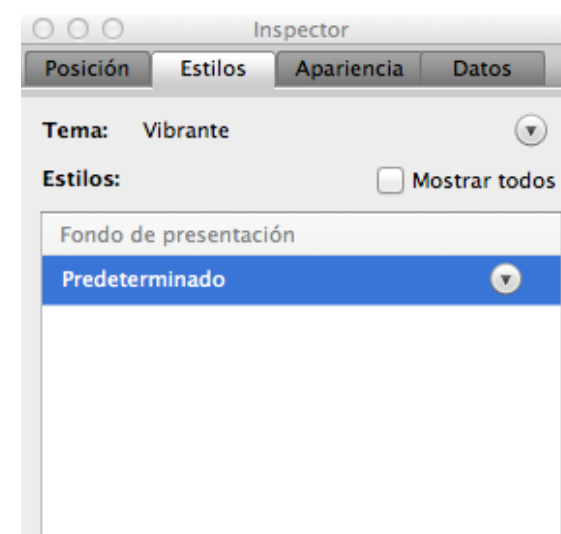 Inspector
Posición Estilos Apariencia Datos
Tema: Vibrante
Estilos: Mostrar todos
Fondo de presentación
Predeterminado